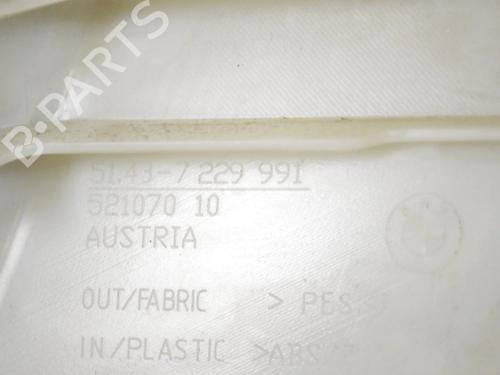 B-PARTS
51.43-7 229 991
521070 10
AUSTRIA
OUT/FABRIC > PES
IN/PLASTIC >ABS